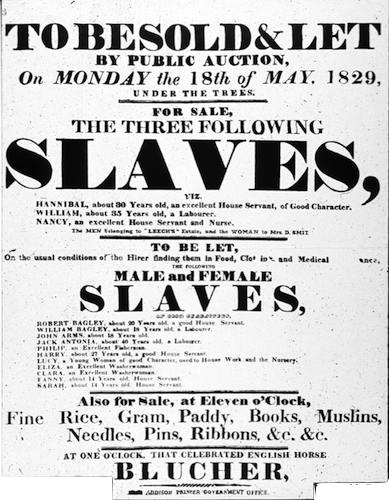 TO BE SOLD & LET
BY PUBLIC AUCTION,
On MONDAY the 18th of MAY. 1829,
UNDER THE TREES.
FOR SALE,
THE THREE FOLLOWING
SLAVES,
VIZ.
HANNIBAL, about 30 Years old, an excellent House Servant, of Good Character.
WILLIAM, about 35 Years old, a Labourer.
NANCY, an excellent House Servant and Nurse.
The MEN belonging to "LEECH'S" Estate, and the WOMAN to Mrs. D. SMIT
TO BE LET,
On the usual conditions of the Hirer finding them in Food, Clo in and Medical ance,
THE FOLLOWING
MALE and FEMALE
SLAVES,
OF GOOD CHARACTERS,
ROBERT BAGLEY, about 20 Years old, a good House Servant.
WILLIAM BAGLEY, about 18 Years old, a Labourer.
JOHN ARMS, about 18 Years old.
JACK ANTONIA, about 40 Years old, a Labourer.
PHILIP, an Excellent Fisherman.
HARRY, about 27 Years old, a good House Servant.
LUCY, a Young Woman of good Character, used to House Work and the Nursery.
ELIZA, an Excellent Washerwoman.
CLARA, an Excellent Washerwoman.
FANNY, about 14 Years old, House Servant.
SARAH, about 14 Years old, House Servant.
Also for Sale, at Eleven o'Clock,
Fine Rice, Gram, Paddy, Books, Muslins,
Needles, Pins, Ribbons, &c. &c.
AT ONE O'CLOCK, THAT CELEBRATED ENGLISH HORSE
BLUCHER,
ADDISON PRINTER GOVERNMENT OFFICE.